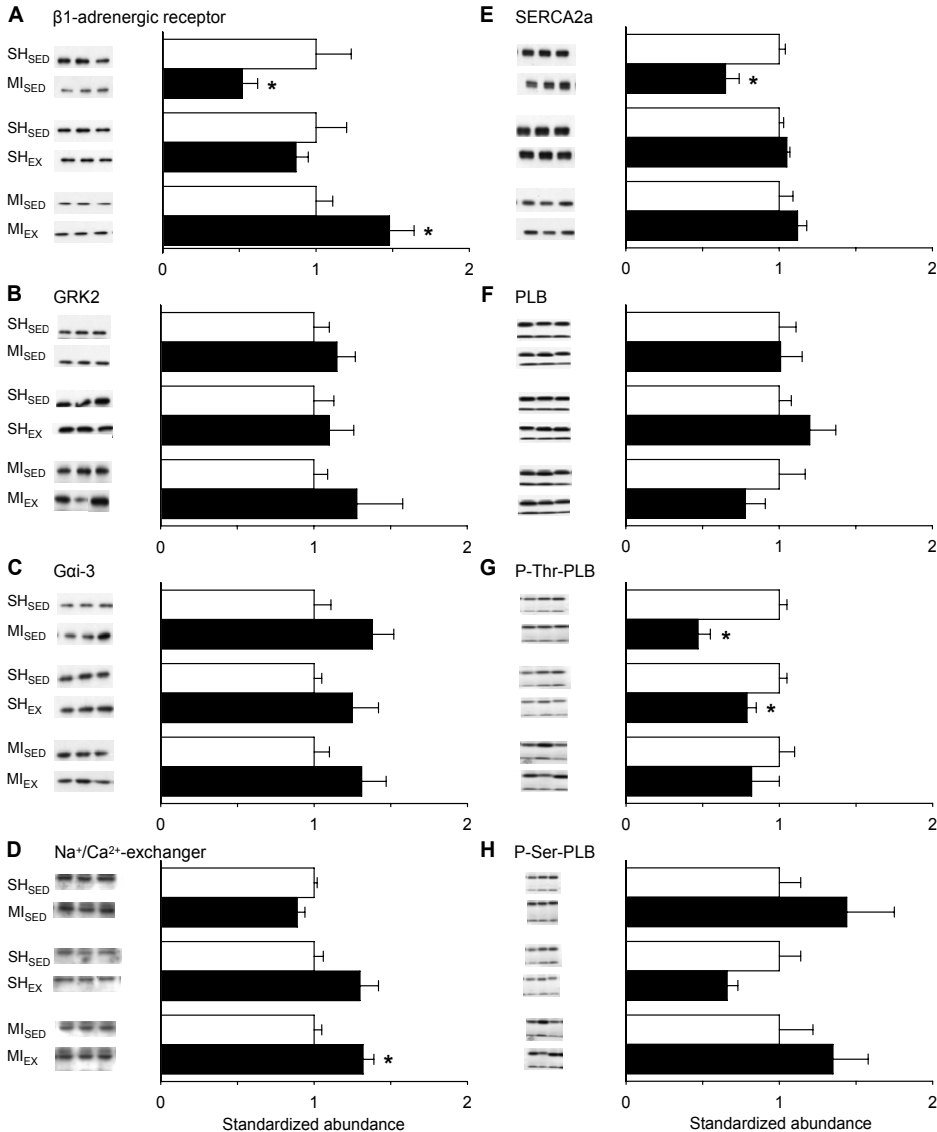 A β1-adrenergic receptor
SH_SED
MI_SED
*
SH_SED
SH_EX
MI_SED
MI_EX
*
0 1 2
B GRK2
SH_SED
MI_SED
SH_SED
SH_EX
MI_SED
MI_EX
0 1 2
C Gαi-3
SH_SED
MI_SED
SH_SED
SH_EX
MI_SED
MI_EX
0 1 2
D Na⁺/Ca²⁺-exchanger
SH_SED
MI_SED
SH_SED
SH_EX
MI_SED
MI_EX
*
0 1 2
Standardized abundance
E SERCA2a
*
0 1 2
F PLB
0 1 2
G P-Thr-PLB
*
*
0 1 2
H P-Ser-PLB
0 1 2
Standardized abundance